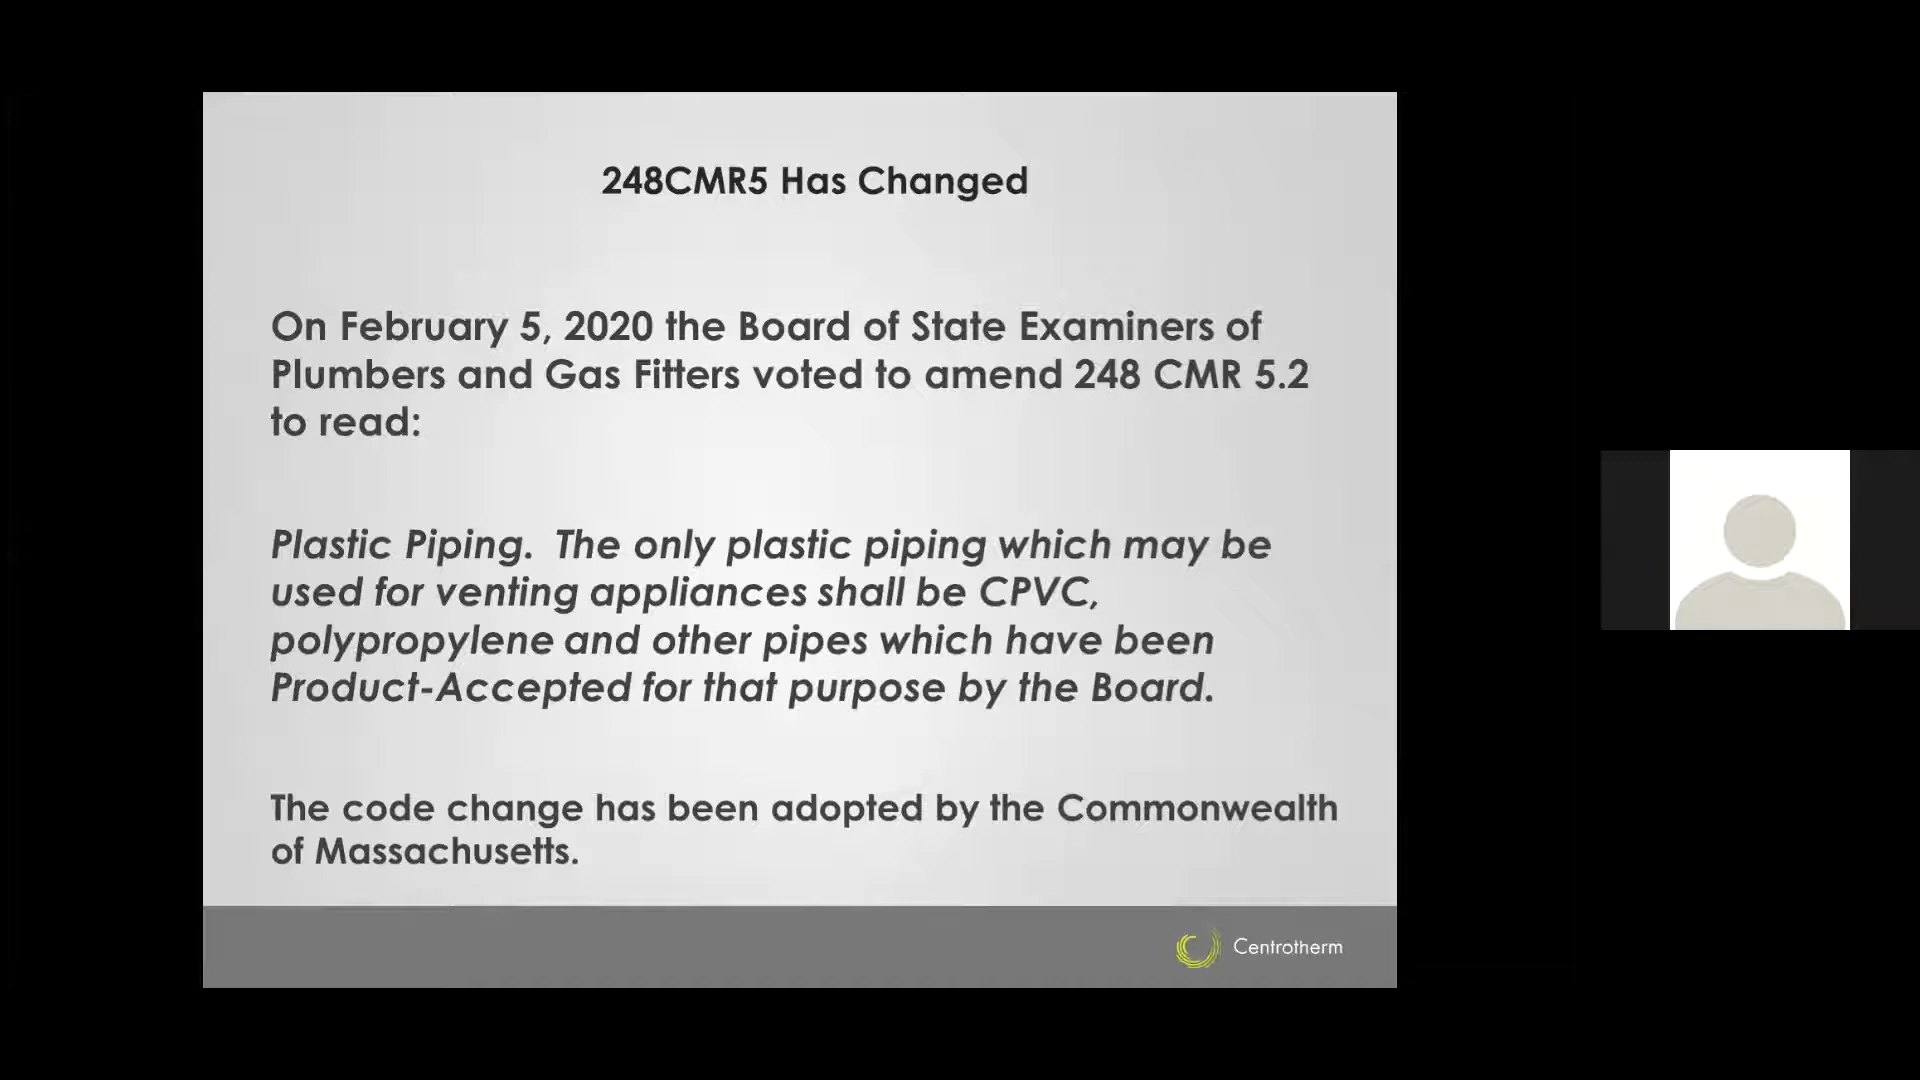 248CMR5 Has Changed
On February 5, 2020 the Board of State Examiners of
Plumbers and Gas Fitters voted to amend 248 CMR 5.2
to read:
Plastic Piping. The only plastic piping which may be
used for venting appliances shall be CPVC,
polypropylene and other pipes which have been
Product-Accepted for that purpose by the Board.
The code change has been adopted by the Commonwealth
of Massachusetts.
Centrotherm